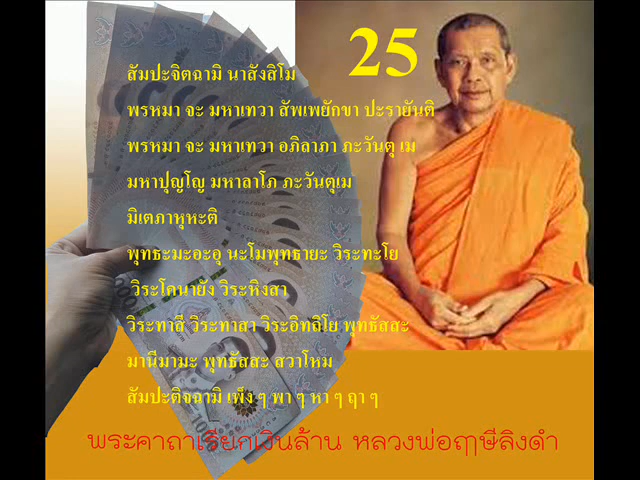 25
สัมปะจิตฉามิ นาสังสิโม
พรหมา จะ มหาเทวา สัพเพยักขา ปะรายันติ
พรหมา จะ มหาเทวา อภิลาภา ภะวันตุ เม
มหาปุญโญ มหาลาโภ ภะวันตุเม
มิเตภาหุหะติ
พุทธะมะอะอุ นะโมพุทธายะ วิระทะโย
วิระโคนายัง วิระหิงสา
วิระทาสี วิระทาสา วิระอิทถิโย พุทธัสสะ
มานีมามะ พุทธัสสะ สวาโหม
สัมปะติจฉามิ เพ็ง ๆ พา ๆ หา ๆ ฤา ๆ
พระคาถาเรียกเงินล้าน หลวงพ่อฤาษีลิงดำ